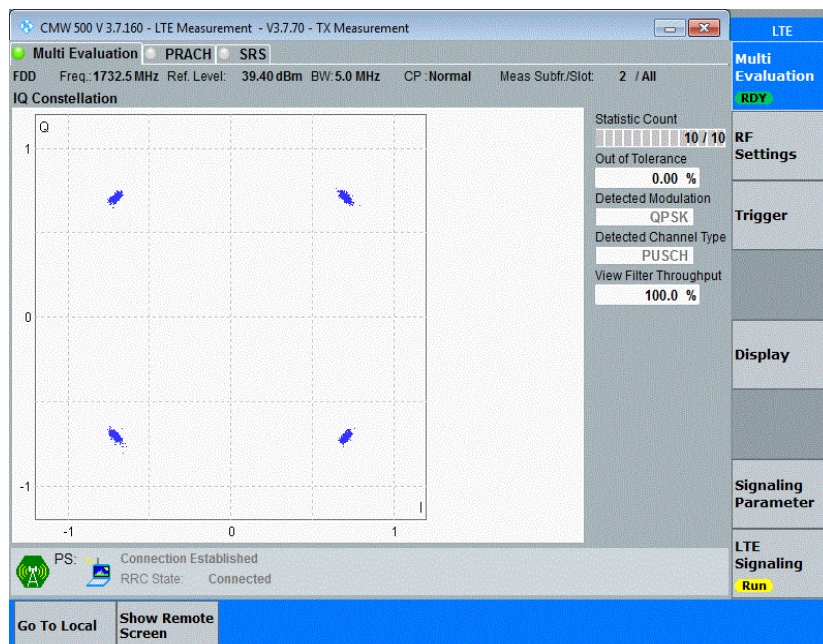 CMW 500 V 3.7.160 - LTE Measurement - V3.7.70 - TX Measurement
LTE
Multi Evaluation PRACH SRS
Multi
Evaluation
RDY
FDD Freq.: 1732.5 MHz Ref. Level: 39.40 dBm BW: 5.0 MHz CP : Normal Meas Subfr./Slot: 2 / All
IQ Constellation
Q
1
0
-1
I
-1 0 1
Statistic Count
10 / 10
Out of Tolerance
0.00 %
Detected Modulation
QPSK
Detected Channel Type
PUSCH
View Filter Throughput
100.0 %
RF
Settings
Trigger
Display
Signaling
Parameter
LTE
Signaling
Run
PS: Connection Established
RRC State: Connected
Go To Local
Show Remote
Screen